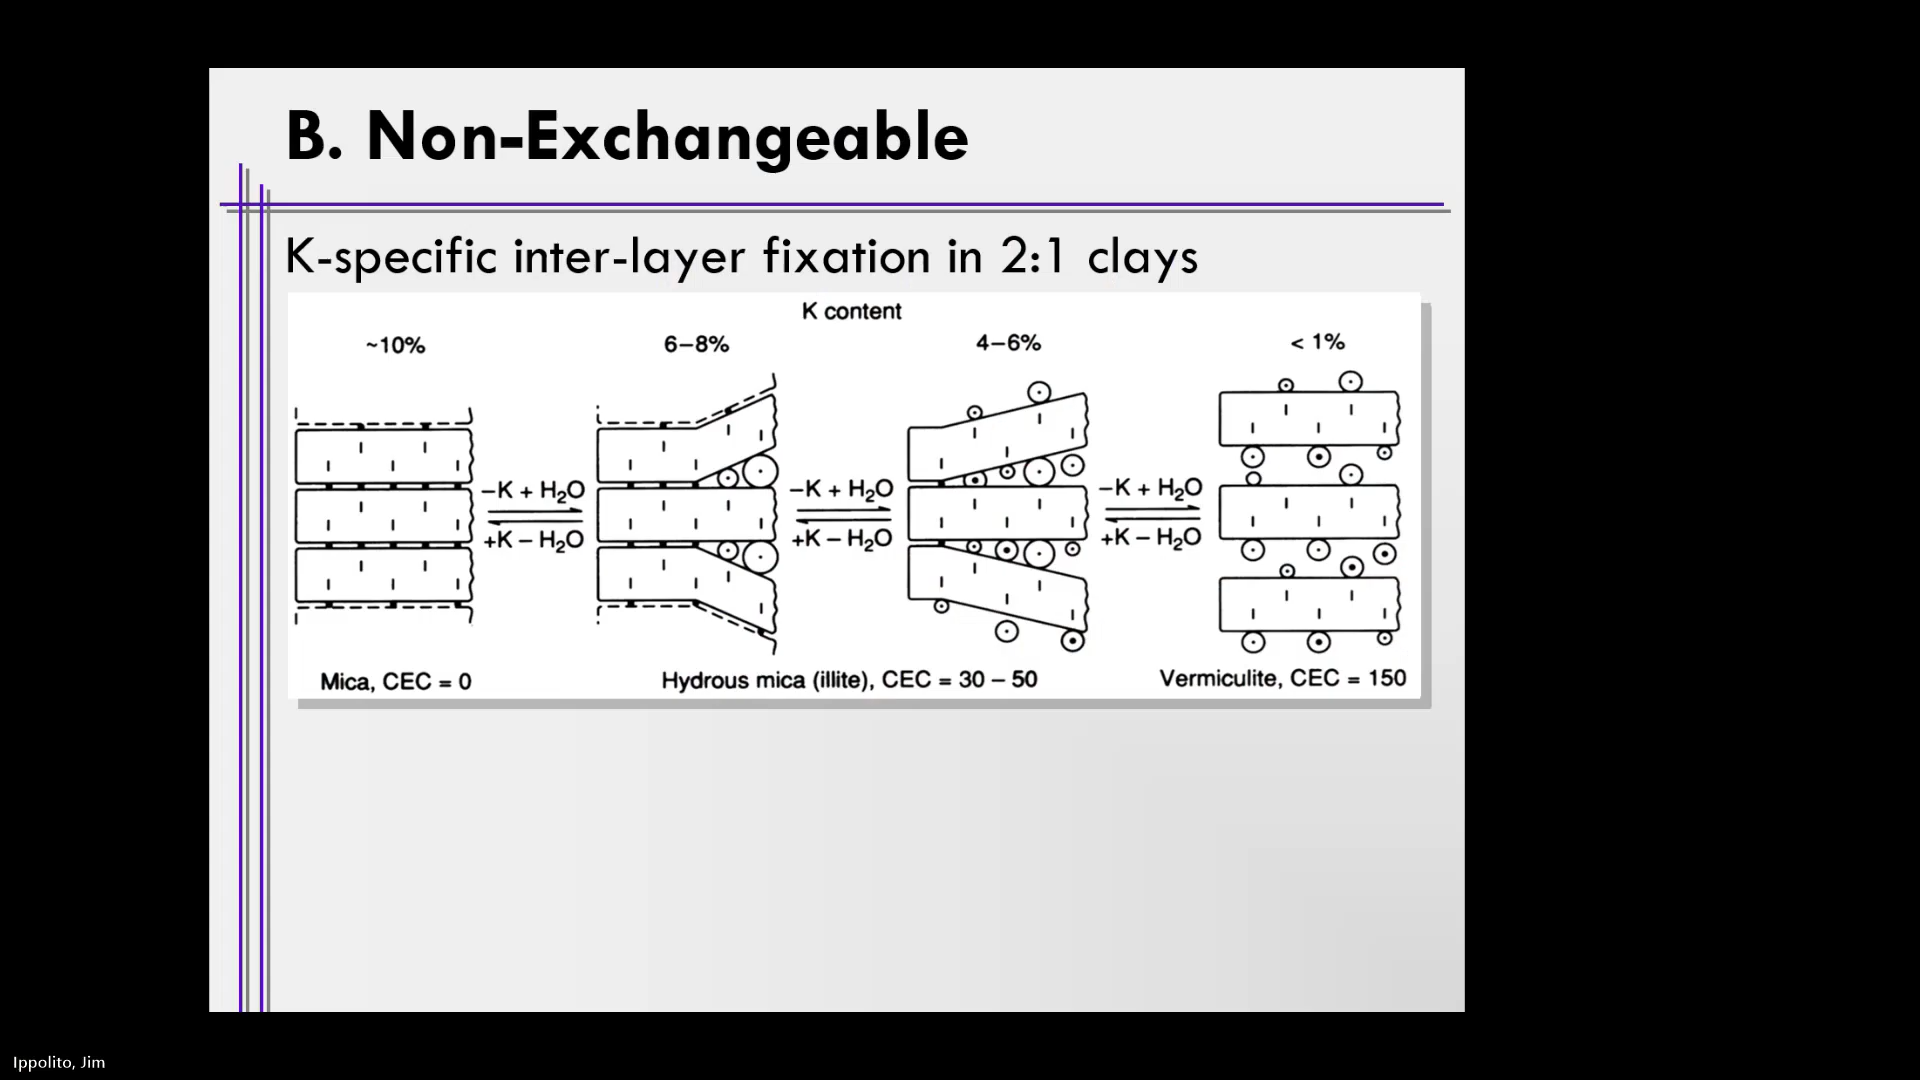 B. Non-Exchangeable
K-specific inter-layer fixation in 2:1 clays
K content
~10% 6–8% 4–6% < 1%
–K + H₂O –K + H₂O –K + H₂O
+K – H₂O +K – H₂O +K – H₂O
Mica, CEC = 0 Hydrous mica (illite), CEC = 30 – 50 Vermiculite, CEC = 150
Ippolito, Jim